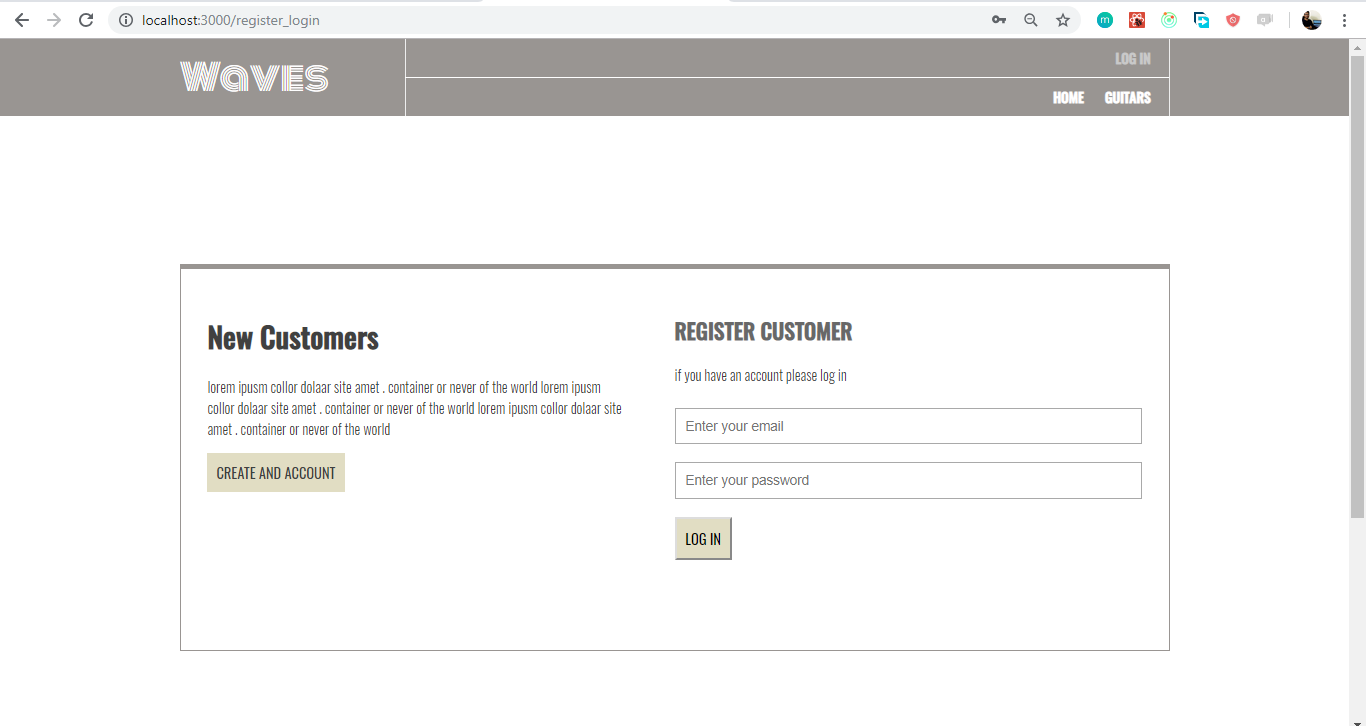 localhost:3000/register_login
Waves
LOG IN
HOME GUITARS
New Customers
lorem ipusm collor dolaar site amet . container or never of the world lorem ipusm
collor dolaar site amet . container or never of the world lorem ipusm collor dolaar site
amet . container or never of the world
CREATE AND ACCOUNT
REGISTER CUSTOMER
if you have an account please log in
Enter your email
Enter your password
LOG IN